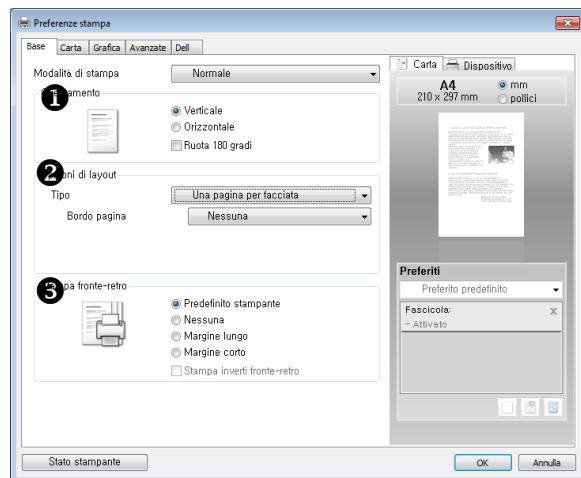 Preferenze stampa
Base Carta Grafica Avanzate Dell
Modalità di stampa Normale
1 amento
Verticale
Orizzontale
Ruota 180 gradi
2 oni di layout
Tipo Una pagina per facciata
Bordo pagina Nessuna
3 pa fronte-retro
Predefinito stampante
Nessuna
Margine lungo
Margine corto
Stampa inverti fronte-retro
Carta Dispositivo
A4 mm
210 x 297 mm pollici
Preferiti
Preferito predefinito
Fascicola: x
- Attivato
Stato stampante OK Annulla